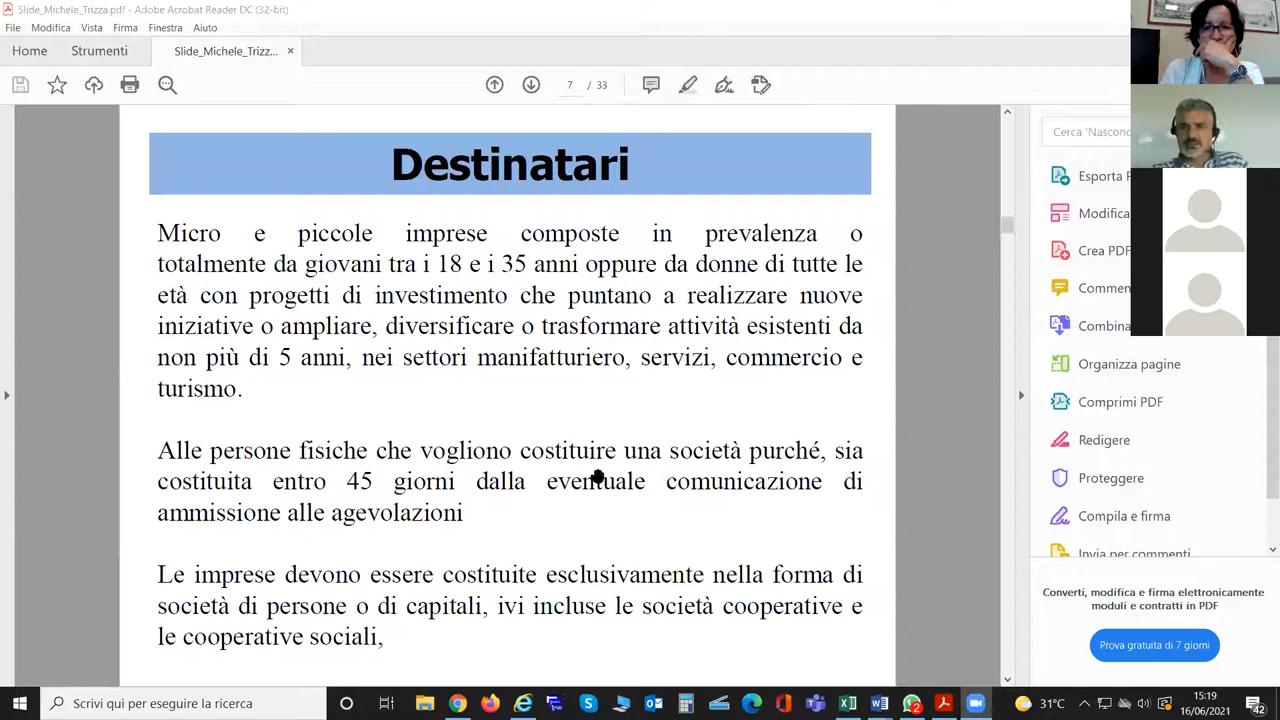 Slide_Michele_Trizza.pdf - Adobe Acrobat Reader DC (32-bit)
File Modifica Vista Firma Finestra Aiuto
Home Strumenti Slide_Michele_Trizz... ×
7 / 33
Destinatari
Micro e piccole imprese composte in prevalenza o
totalmente da giovani tra i 18 e i 35 anni oppure da donne di tutte le
età con progetti di investimento che puntano a realizzare nuove
iniziative o ampliare, diversificare o trasformare attività esistenti da
non più di 5 anni, nei settori manifatturiero, servizi, commercio e
turismo.
Alle persone fisiche che vogliono costituire una società purché, sia
costituita entro 45 giorni dalla eventuale comunicazione di
ammissione alle agevolazioni
Le imprese devono essere costituite esclusivamente nella forma di
società di persone o di capitali, ivi incluse le società cooperative e
le cooperative sociali,
Cerca 'Nascond
Esporta P
Modifica
Crea PDF
Commen
Combina
Organizza pagine
Comprimi PDF
Redigere
Proteggere
Compila e firma
Invia per commenti
Converti, modifica e firma elettronicamente
moduli e contratti in PDF
Prova gratuita di 7 giorni
Scrivi qui per eseguire la ricerca
2
31°C
15:19
16/06/2021
42